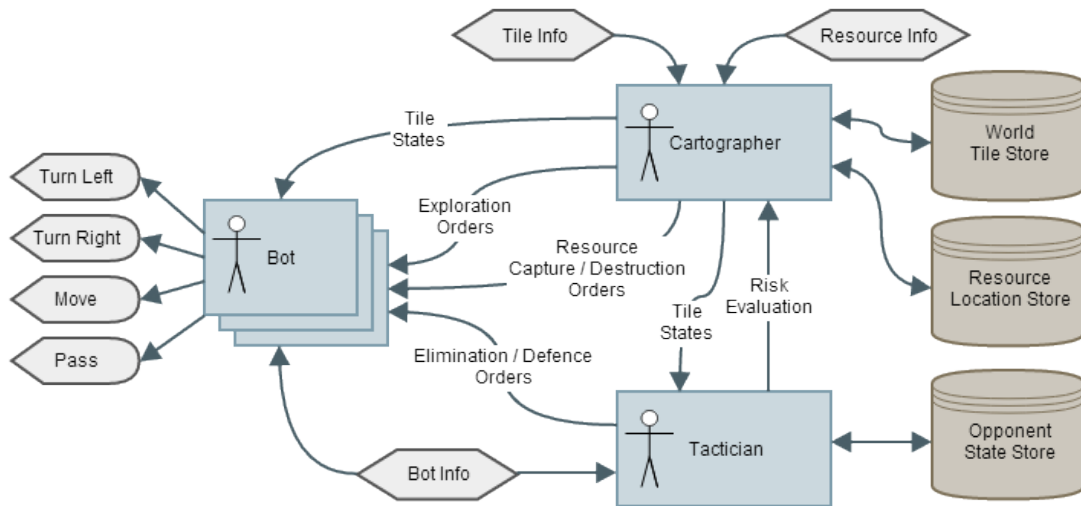 Tile Info
Resource Info
Tile
States
Cartographer
World
Tile Store
Turn Left
Turn Right
Move
Pass
Bot
Exploration
Orders
Resource
Capture / Destruction
Orders
Risk
Evaluation
Tile
States
Resource
Location Store
Elimination / Defence
Orders
Tactician
Opponent
State Store
Bot Info